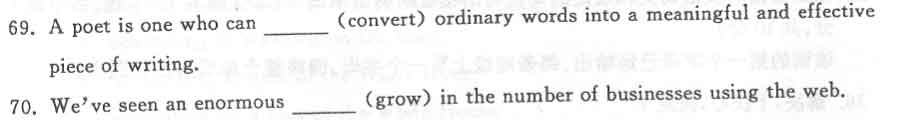 69. A poet is one who can ______ (convert) ordinary words into a meaningful and effective
piece of writing.
70. We've seen an enormous ______ (grow) in the number of businesses using the web.